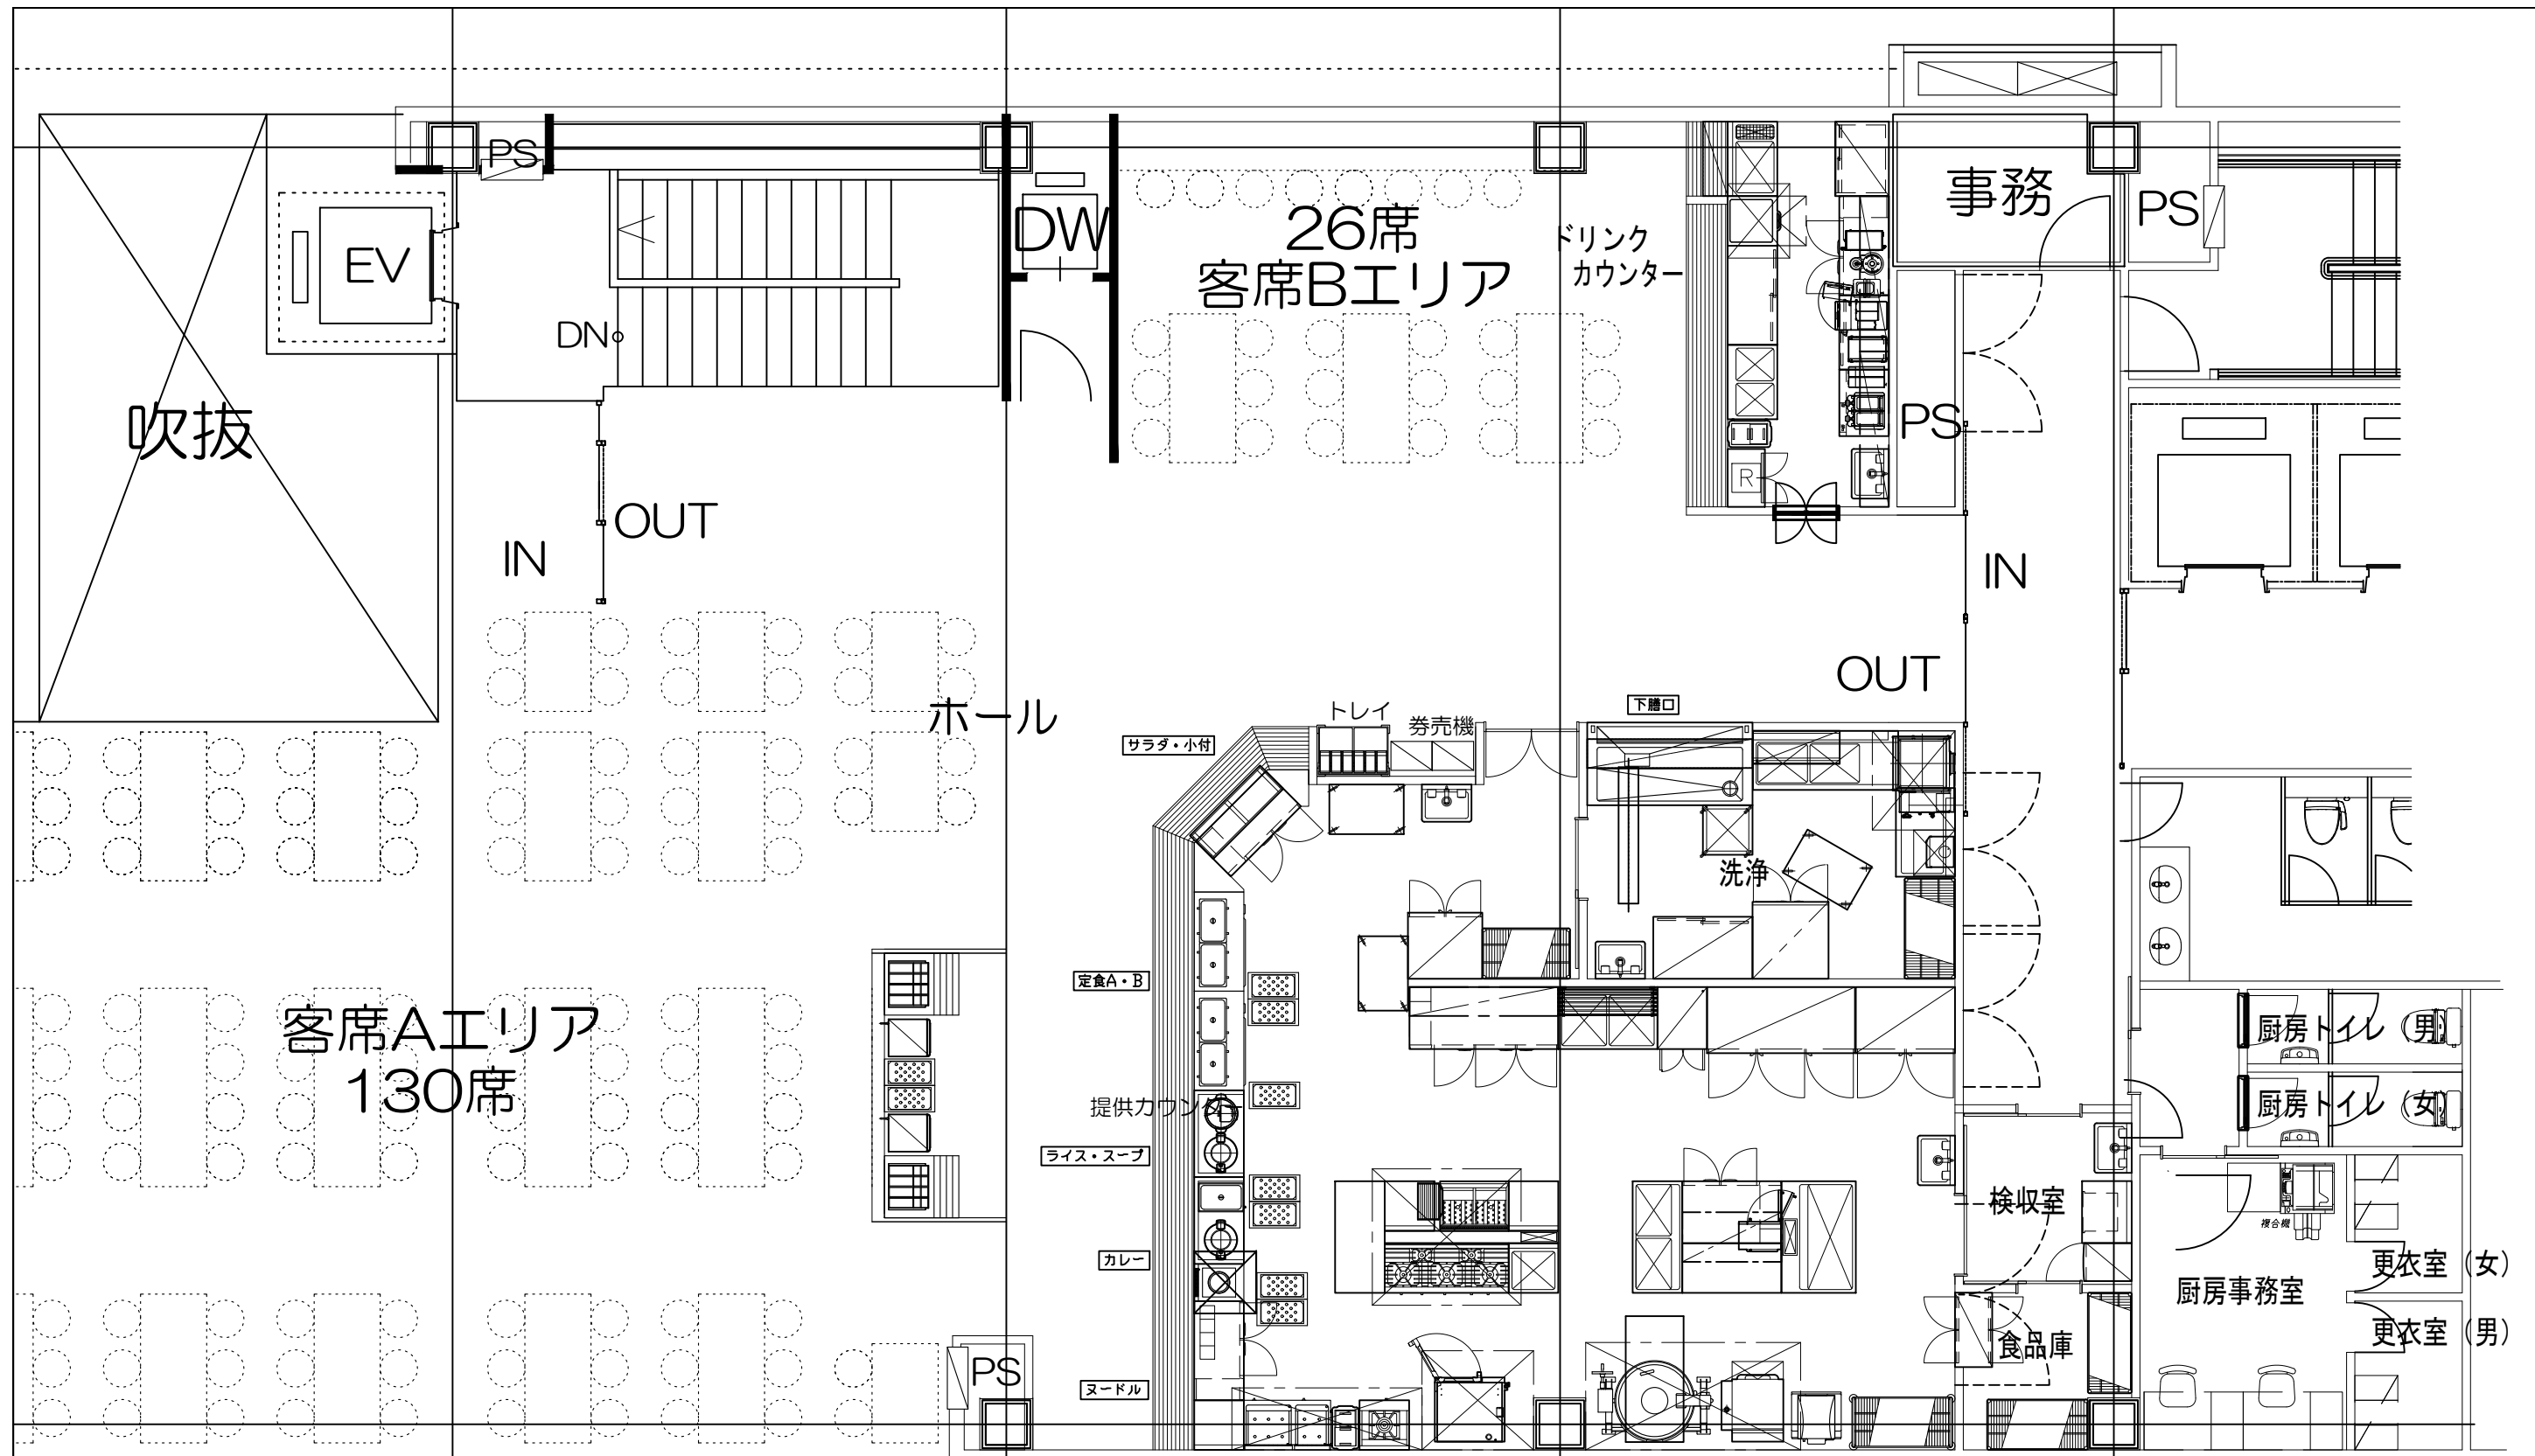 PS
DW
26席
客席Bエリア
ドリンク
カウンター
事務
PS
EV
DN
吹抜
PS
R
OUT
IN
IN
OUT
ホール
下膳口
トレイ
券売機
サラダ・小付
洗浄
定食A・B
客席Aエリア
130席
提供カウンター
厨房トイレ（男）
厨房トイレ（女）
ライス・スープ
検収室
複合機
カレー
更衣室（女）
厨房事務室
更衣室（男）
食品庫
PS
ヌードル